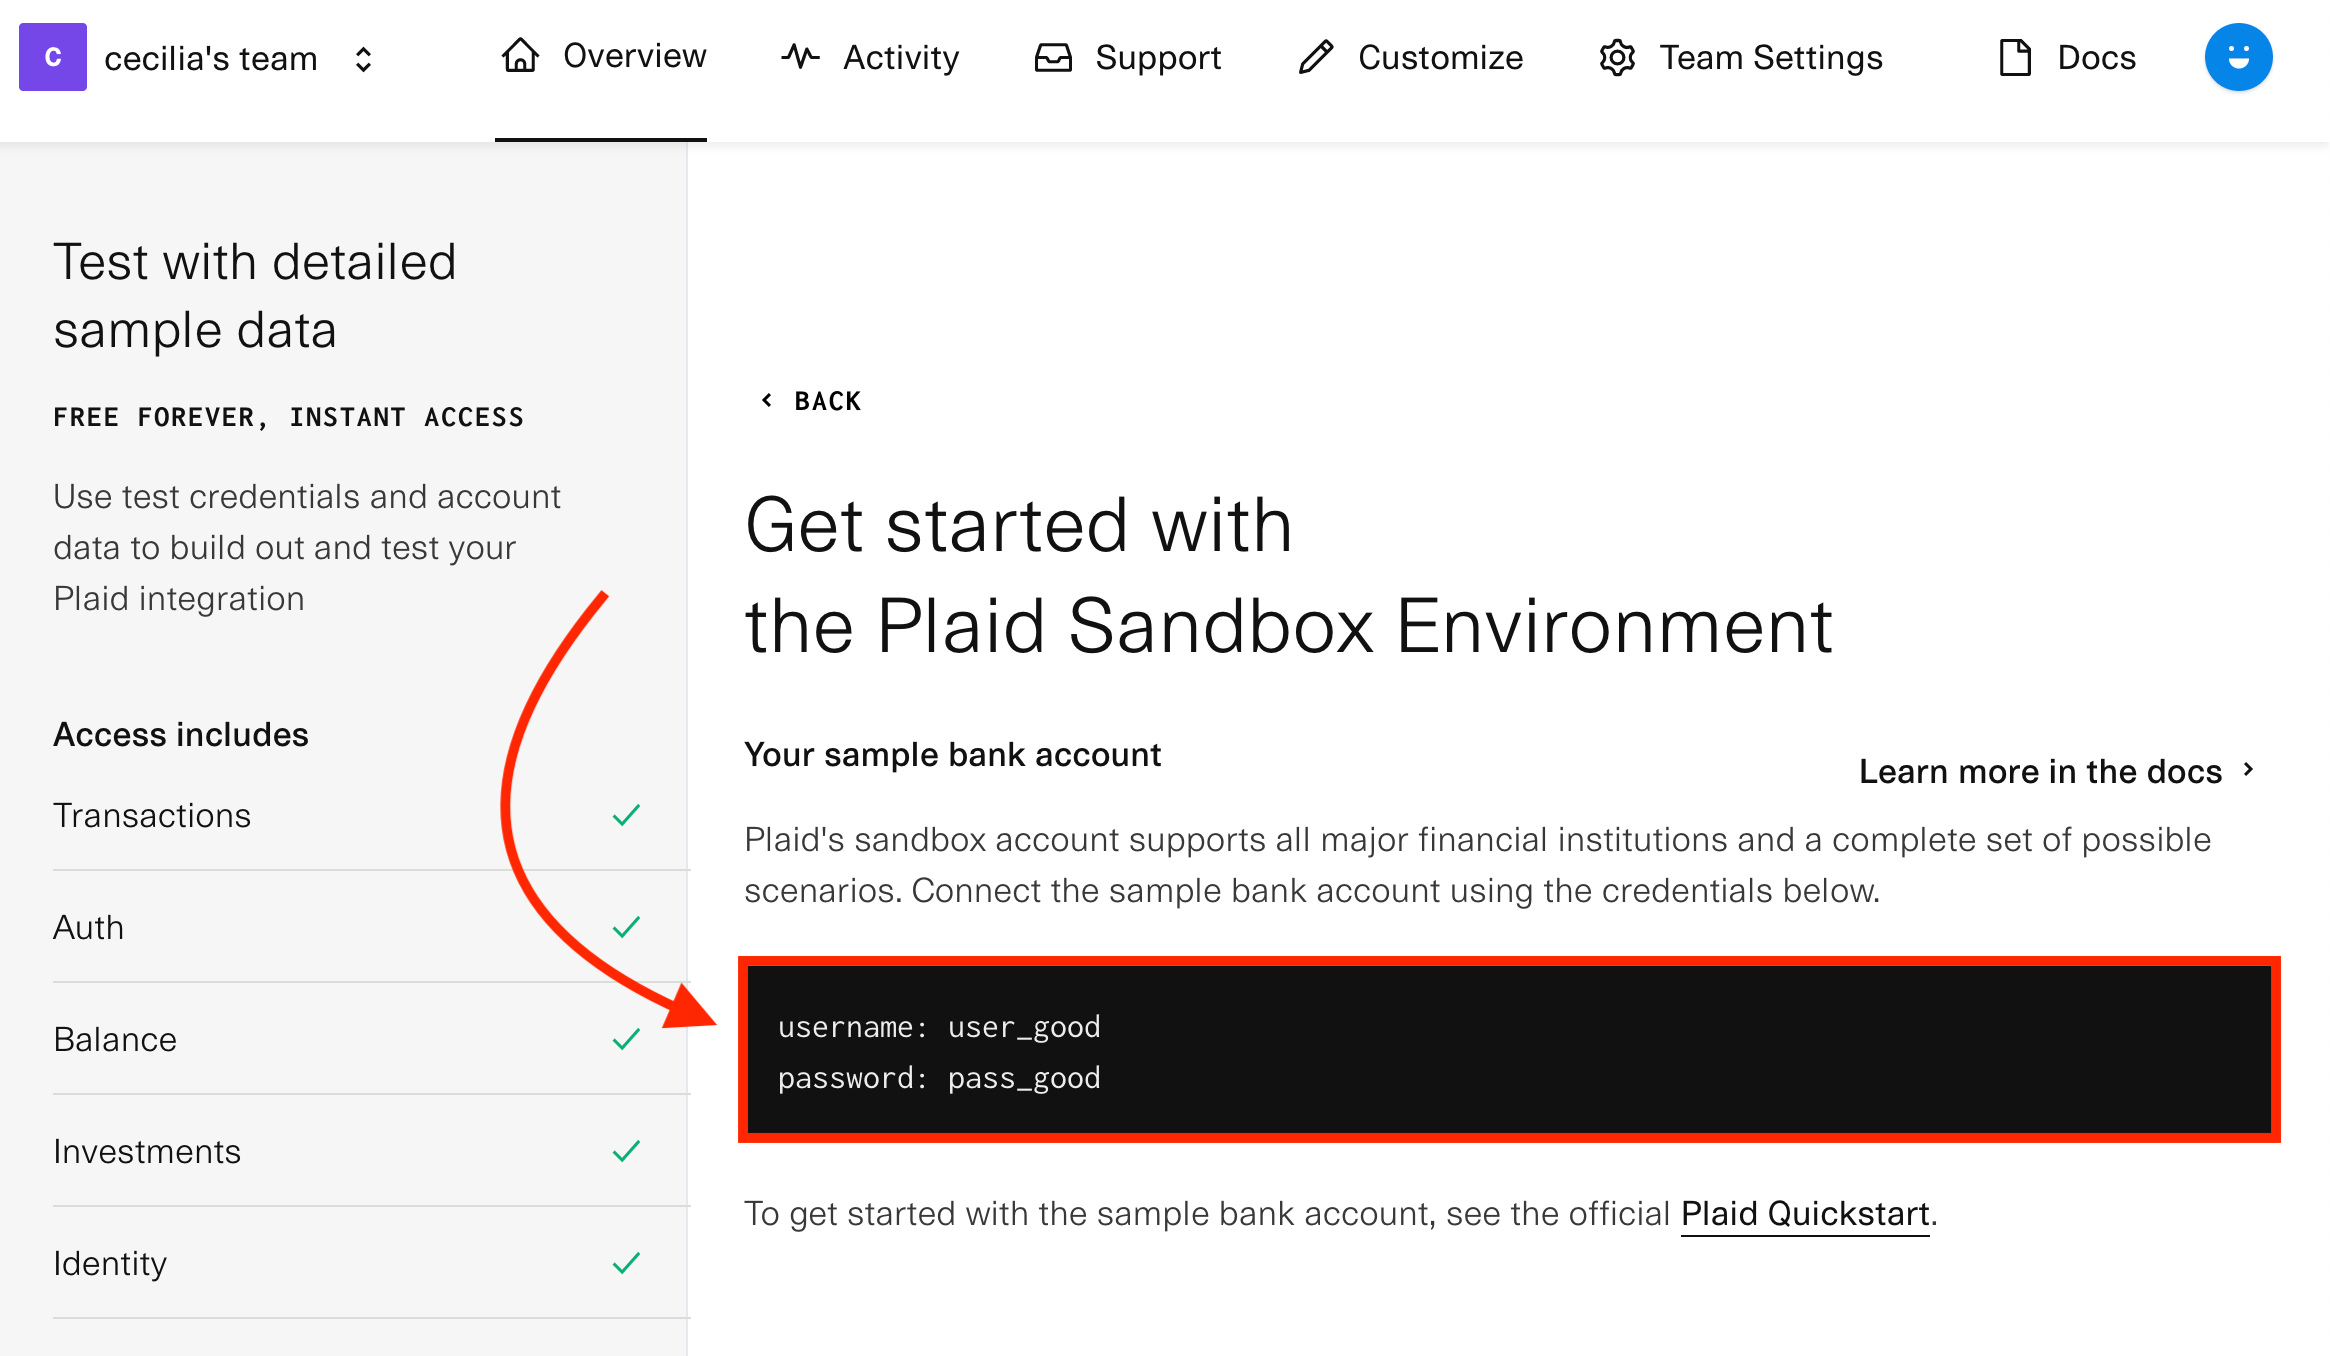 C cecilia's team Overview Activity Support Customize Team Settings Docs
Test with detailed
sample data
FREE FOREVER, INSTANT ACCESS
Use test credentials and account
data to build out and test your
Plaid integration
Access includes
Transactions
Auth
Balance
Investments
Identity
BACK
Get started with
the Plaid Sandbox Environment
Your sample bank account
Learn more in the docs
Plaid's sandbox account supports all major financial institutions and a complete set of possible
scenarios. Connect the sample bank account using the credentials below.
username: user_good
password: pass_good
To get started with the sample bank account, see the official Plaid Quickstart.